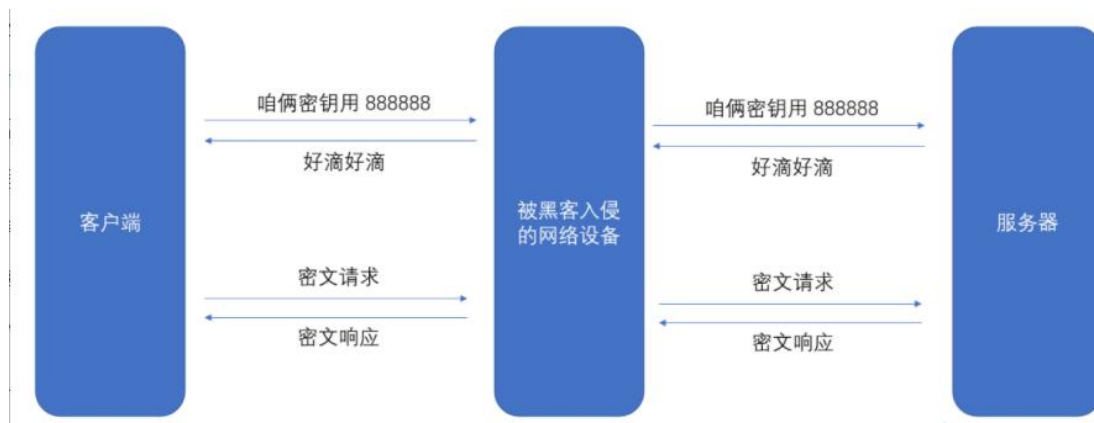 咱俩密钥用 888888
好滴好滴
咱俩密钥用 888888
好滴好滴
客户端
被黑客入侵
的网络设备
服务器
密文请求
密文响应
密文请求
密文响应